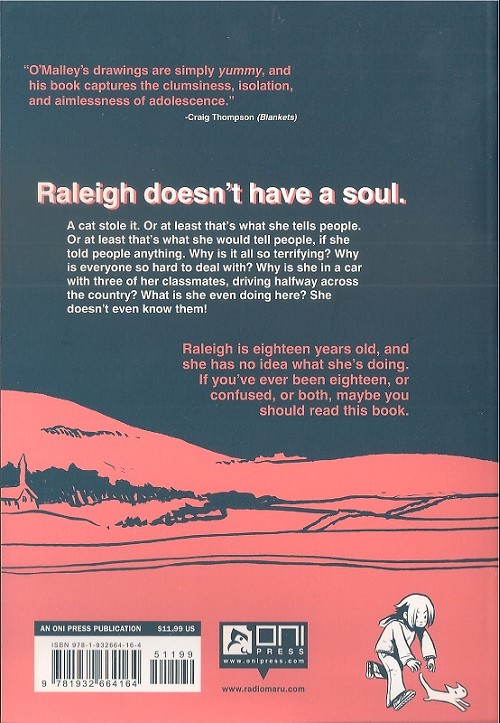 “O’Malley’s drawings are simply yummy, and
his book captures the clumsiness, isolation,
and aimlessness of adolescence.”
-Craig Thompson (Blankets)
Raleigh doesn’t have a soul.
A cat stole it. Or at least that’s what she tells people.
Or at least that’s what she would tell people, if she
told people anything. Why is it all so terrifying? Why
is everyone so hard to deal with? Why is she in a car
with three of her classmates, driving halfway across
the country? What is she even doing here? She
doesn’t even know them!
Raleigh is eighteen years old, and
she has no idea what she’s doing.
If you’ve ever been eighteen, or
confused, or both, maybe you
should read this book.
AN ONI PRESS PUBLICATION $11.99 US
ISBN 978-1-932664-16-4
51199
9 781932 664164
ONI
PRESS
www.onipress.com
www.radiomaru.com